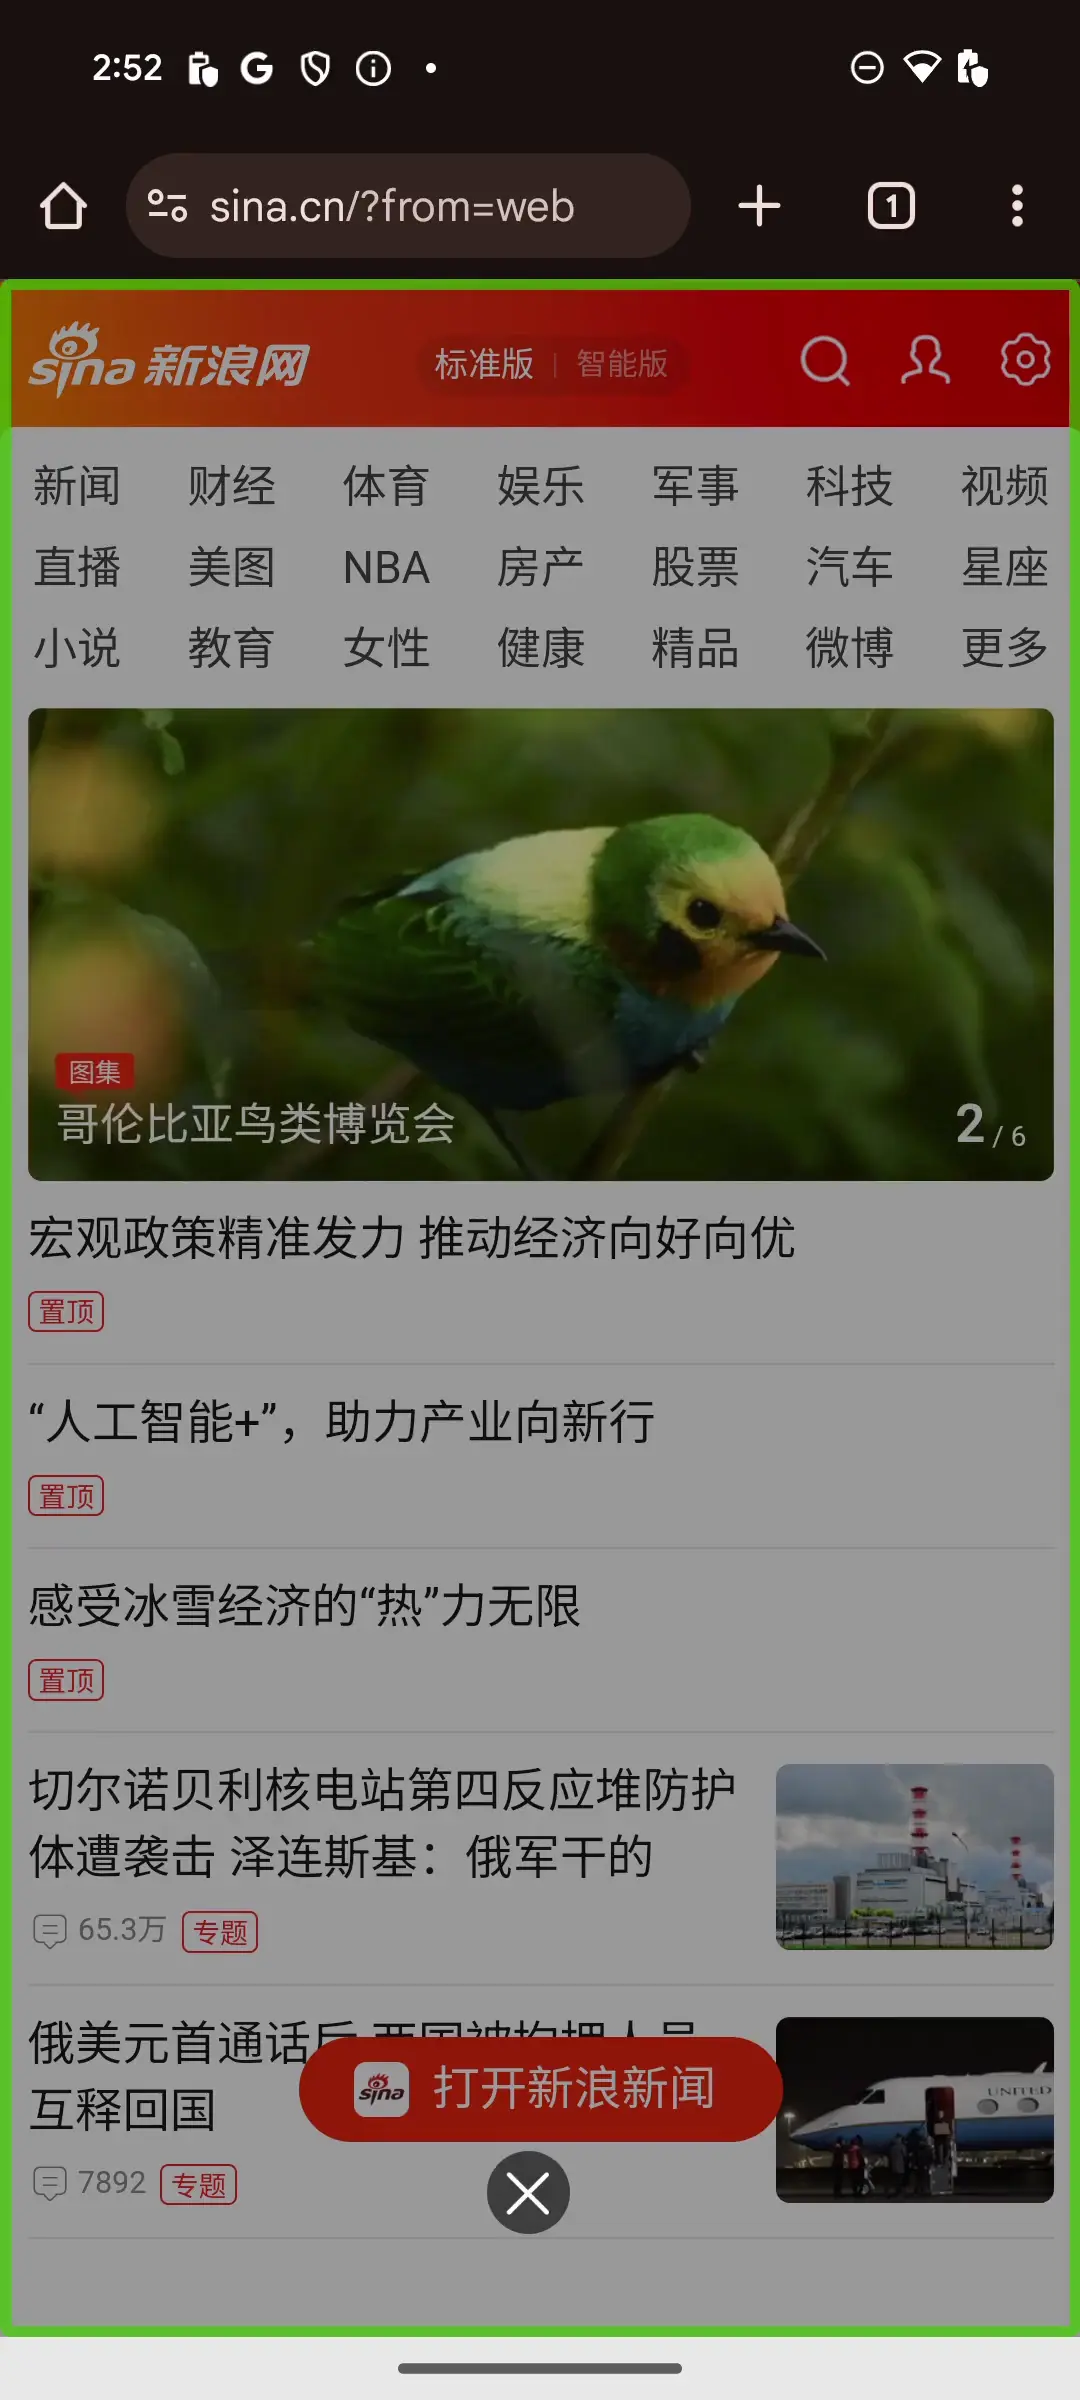 2:52
sina.cn/?from=web
1
sina 新浪网
标准版 | 智能版
新闻 财经 体育 娱乐 军事 科技 视频
直播 美图 NBA 房产 股票 汽车 星座
小说 教育 女性 健康 精品 微博 更多
图集
哥伦比亚鸟类博览会
2 / 6
宏观政策精准发力 推动经济向好向优
置顶
“人工智能+”，助力产业向新行
置顶
感受冰雪经济的“热”力无限
置顶
切尔诺贝利核电站第四反应堆防护
体遭袭击 泽连斯基：俄军干的
65.3万 专题
俄美元首通话后 两国被拘押人员
互释回国
UNITED
sina 打开新浪新闻
7892 专题